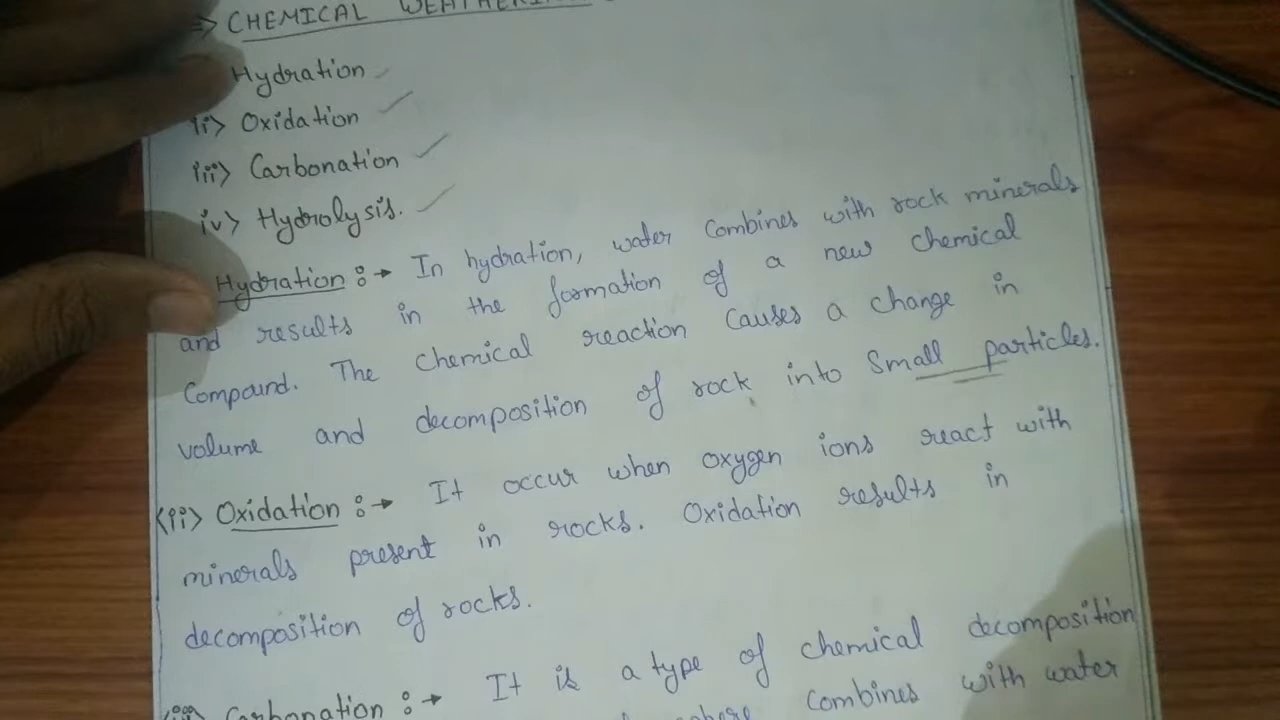 => CHEMICAL
Hydration
ii> Oxidation
iii> Carbonation
iv> Hydrolysis.
Hydration :→ In hydration, water combines with rock minerals
and results in the formation of a new chemical
Compound. The Chemical reaction Causes a change in
volume and decomposition of rock into Small particles.
<ii> Oxidation :→ It occur when oxygen ions react with
minerals present in rocks. Oxidation results in
decomposition of rocks.
<iii> Carbonation :→ It is a type of chemical decomposition
combines with water